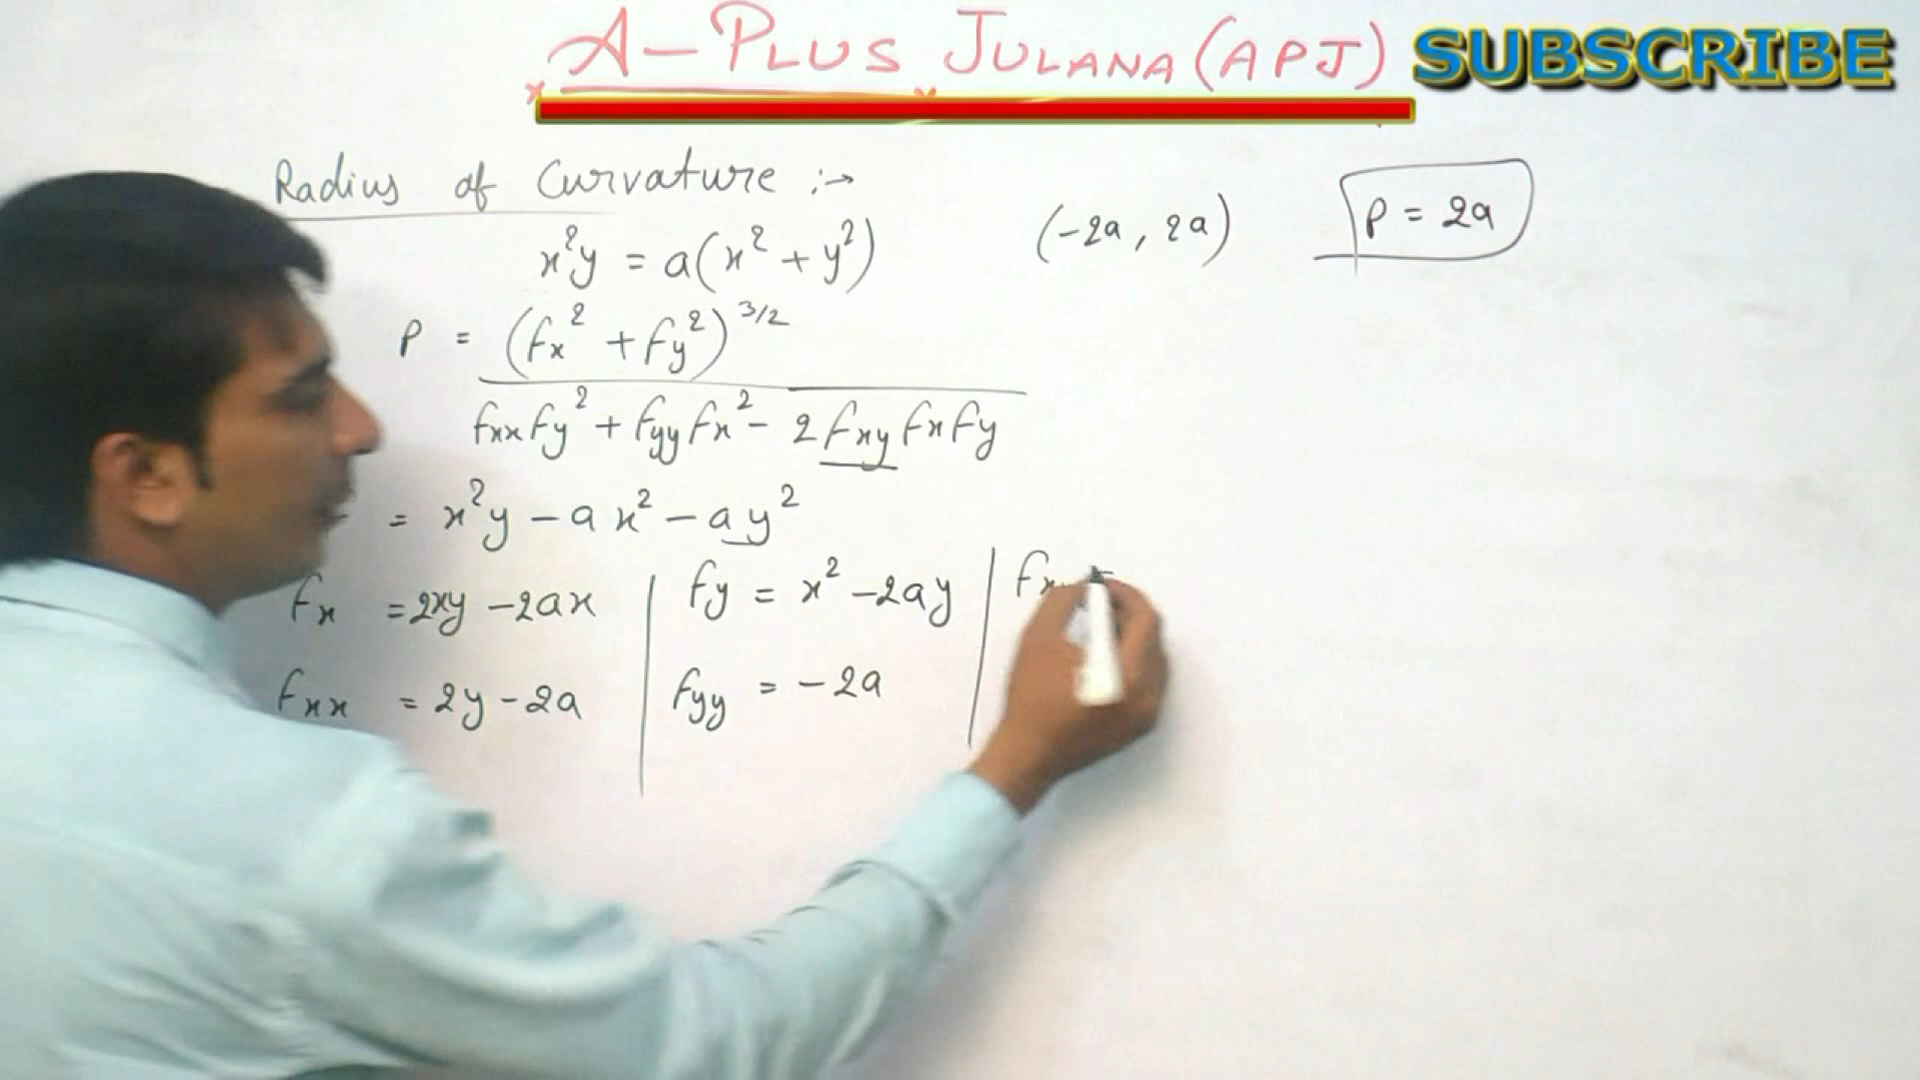 A-PLUS JULANA (APJ) SUBSCRIBE
Radius of Curvature :→
x²y = a(x² + y²) (-2a, 2a) ρ = 2a
ρ = (fx² + fy²)^3/2
fxx fy² + fyy fx² - 2 fxy fx fy
= x²y - ax² - ay²
fx = 2xy - 2ax | fy = x² - 2ay | fx
fxx = 2y - 2a | fyy = -2a